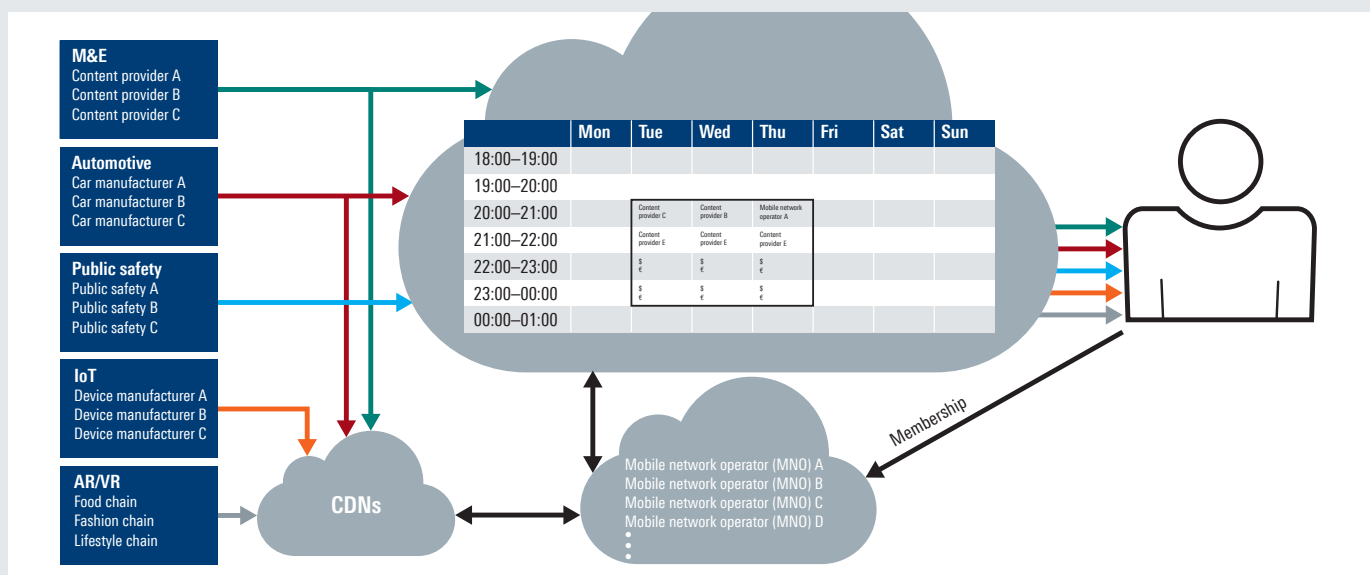 M&E
Content provider A
Content provider B
Content provider C
Automotive
Car manufacturer A
Car manufacturer B
Car manufacturer C
Public safety
Public safety A
Public safety B
Public safety C
IoT
Device manufacturer A
Device manufacturer B
Device manufacturer C
AR/VR
Food chain
Fashion chain
Lifestyle chain
Mon Tue Wed Thu Fri Sat Sun
18:00–19:00
19:00–20:00
20:00–21:00
Content
provider C
Content
provider B
Mobile network
operator A
21:00–22:00
Content
provider E
Content
provider E
Content
provider E
22:00–23:00
$
€
$
€
$
€
23:00–00:00
$
€
$
€
$
€
00:00–01:00
CDNs
Mobile network operator (MNO) A
Mobile network operator (MNO) B
Mobile network operator (MNO) C
Mobile network operator (MNO) D
Membership